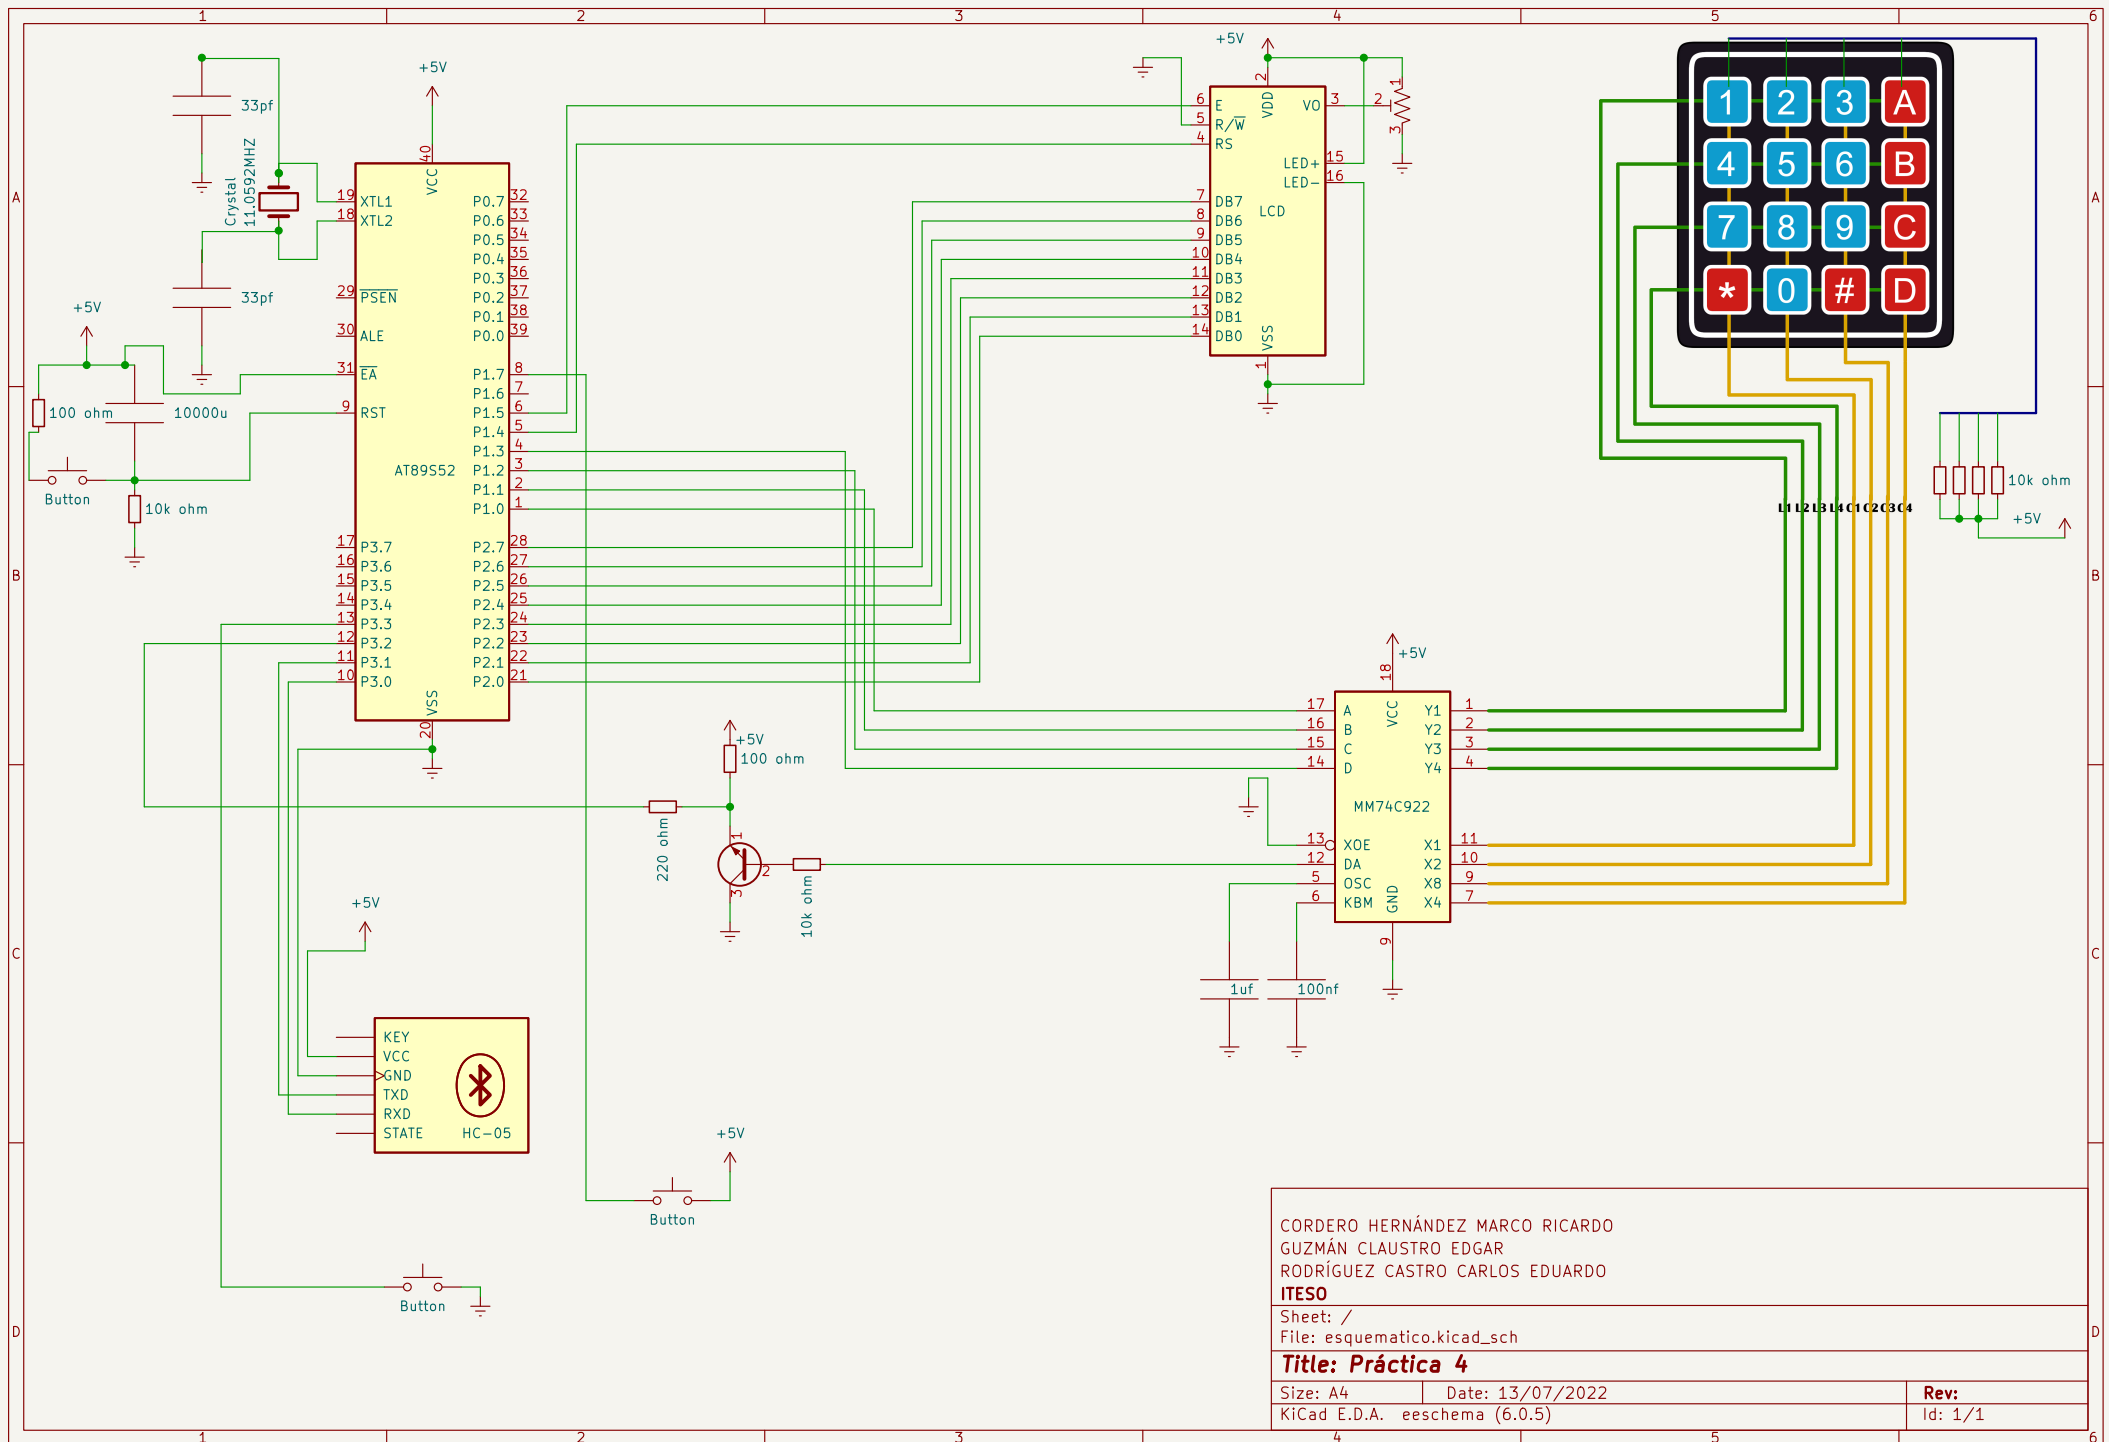 1 2 3 4 5 6
A
B
C
D
33pf
Crystal
11.0592MHZ
33pf
+5V
100 ohm
10000u
Button
10k ohm
+5V
40
VCC
19 XTL1
18 XTL2
29 PSEN
30 ALE
31 EA
9 RST
AT89S52
17 P3.7
16 P3.6
15 P3.5
14 P3.4
13 P3.3
12 P3.2
11 P3.1
10 P3.0
VSS
20
P0.7 32
P0.6 33
P0.5 34
P0.4 35
P0.3 36
P0.2 37
P0.1 38
P0.0 39
P1.7 8
P1.6 7
P1.5 6
P1.4 5
P1.3 4
P1.2 3
P1.1 2
P1.0 1
P2.7 28
P2.6 27
P2.5 26
P2.4 25
P2.3 24
P2.2 23
P2.1 22
P2.0 21
+5V
2
VDD
6 E
5 R/W
4 RS
7 DB7
8 DB6
9 DB5
10 DB4
11 DB3
12 DB2
13 DB1
14 DB0
VO 3
LED+ 15
LED- 16
LCD
VSS
1
1
2
3
1 2 3 A
4 5 6 B
7 8 9 C
* 0 # D
L1 L2 L3 L4 C1 C2 C3 C4
10k ohm
+5V
+5V
18
VCC
17 A
16 B
15 C
14 D
MM74C922
13 XOE
12 DA
5 OSC
6 KBM
Y1 1
Y2 2
Y3 3
Y4 4
X1 11
X2 10
X8 9
X4 7
GND
9
1uf
100nf
+5V
100 ohm
220 ohm
1
2
3
10k ohm
+5V
KEY
VCC
GND
TXD
RXD
STATE
HC-05
+5V
Button
Button
CORDERO HERNÁNDEZ MARCO RICARDO
GUZMÁN CLAUSTRO EDGAR
RODRÍGUEZ CASTRO CARLOS EDUARDO
ITESO
Sheet: /
File: esquematico.kicad_sch
Title: Práctica 4
Size: A4 Date: 13/07/2022 Rev:
KiCad E.D.A. eeschema (6.0.5) Id: 1/1
A
B
C
D
1 2 3 4 5 6